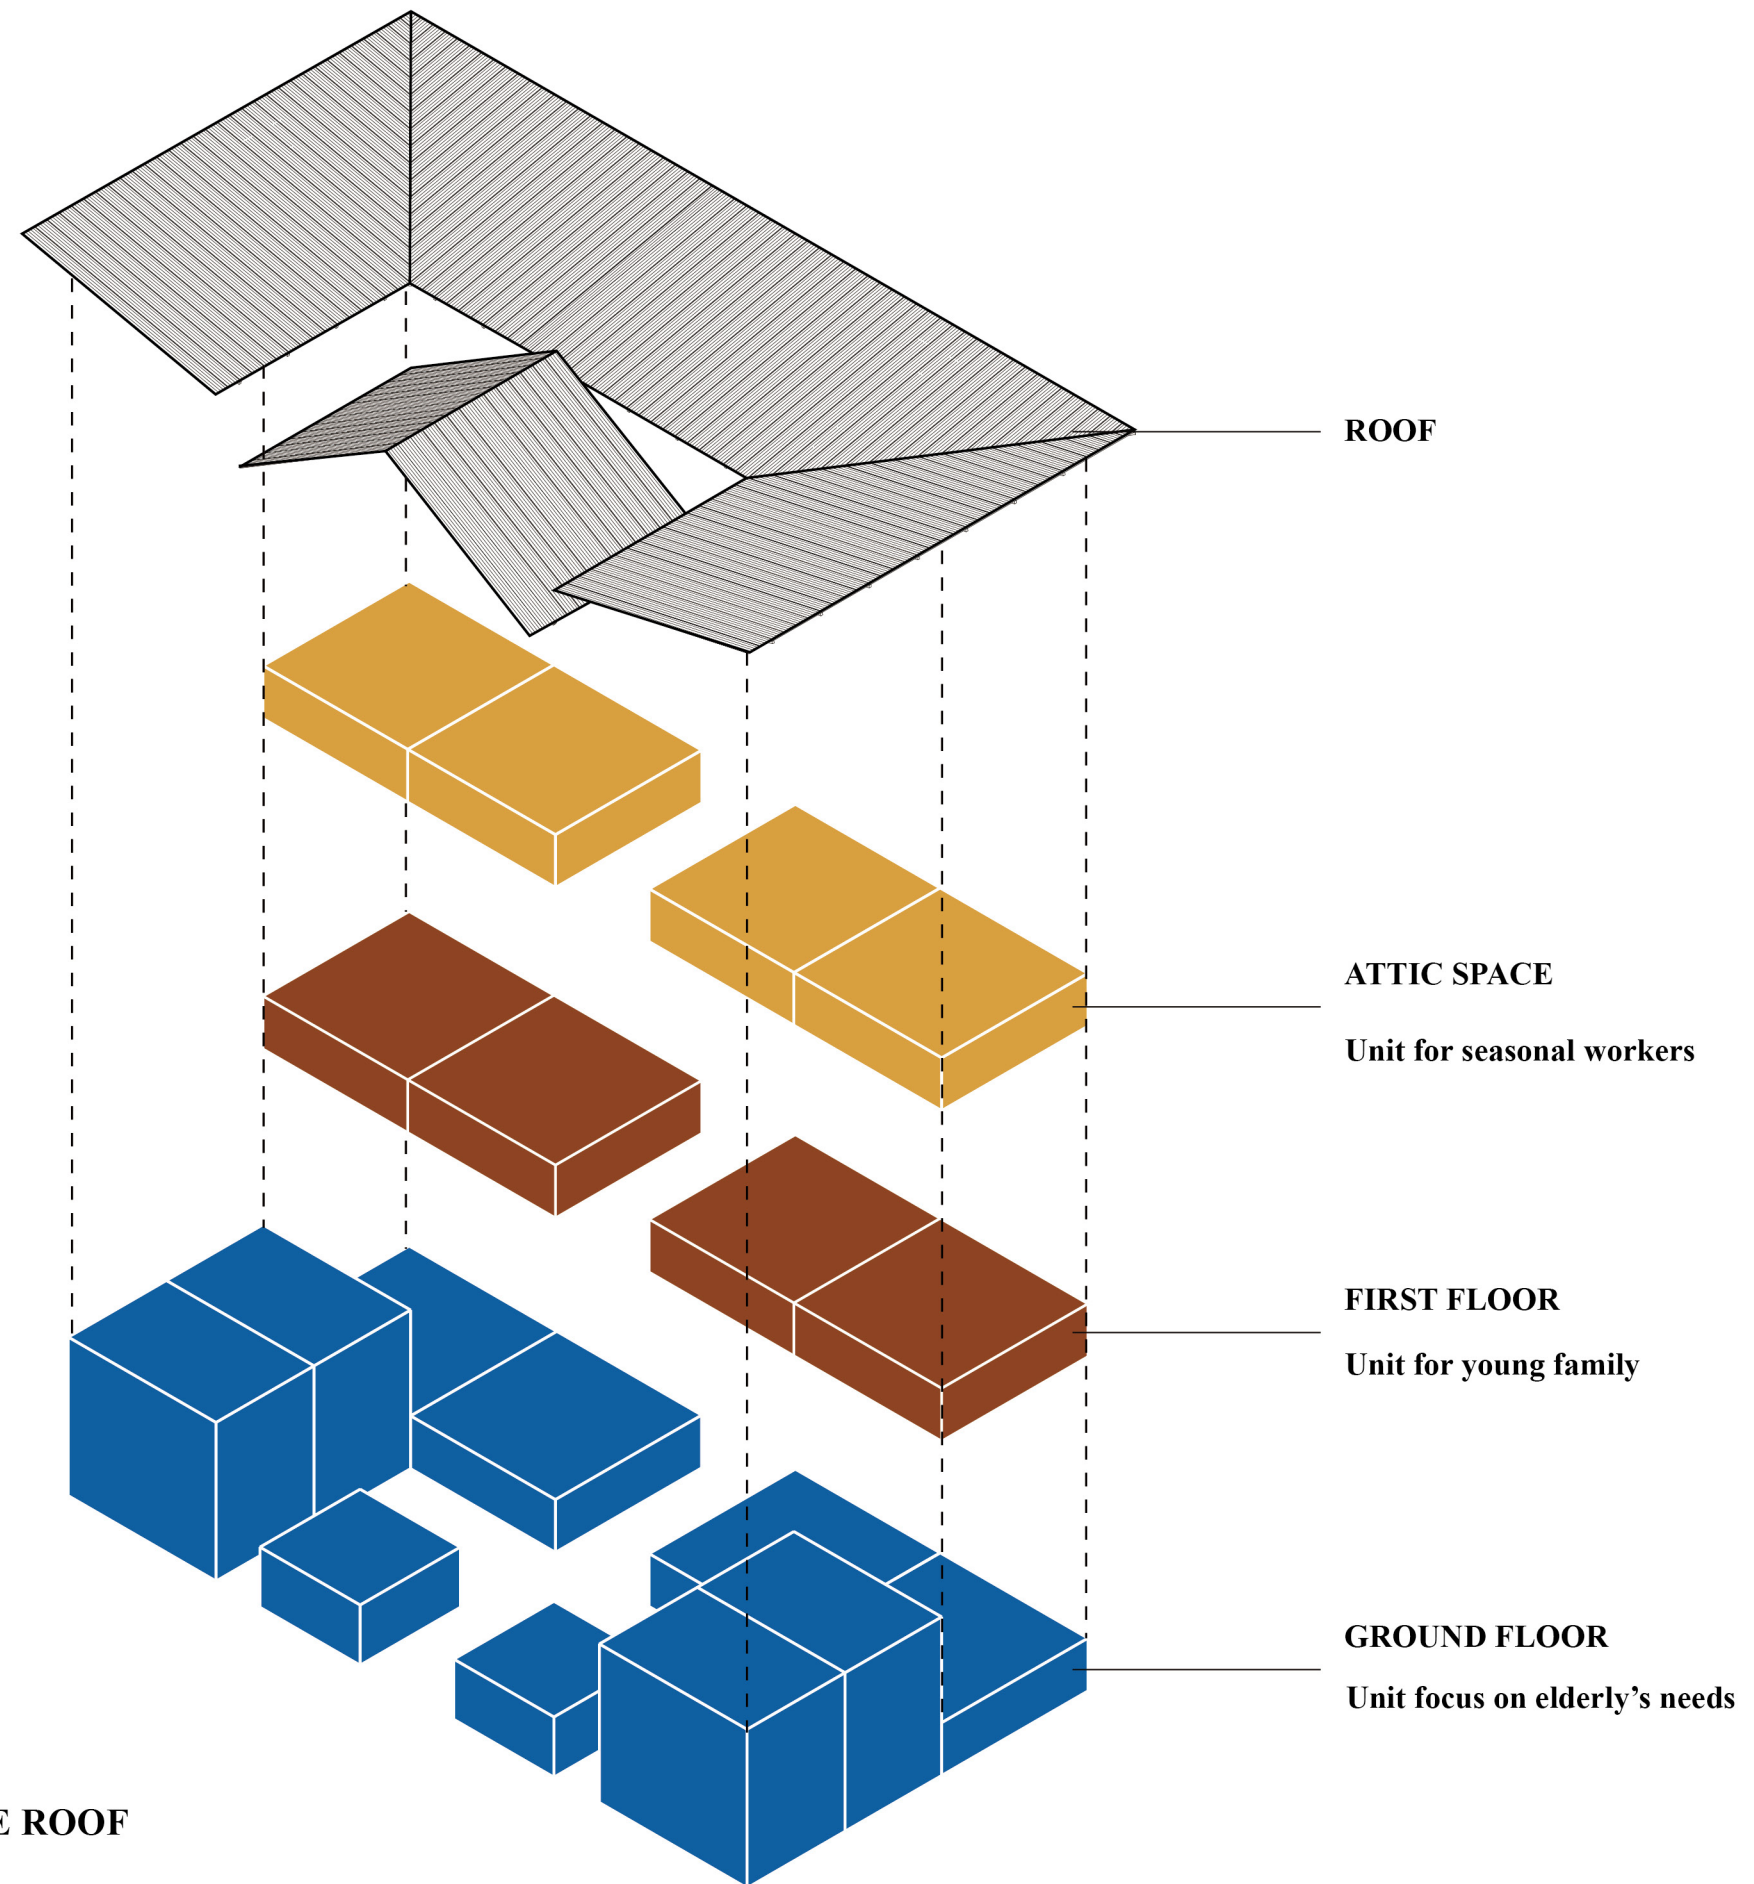 ROOF
ATTIC SPACE
Unit for seasonal workers
FIRST FLOOR
Unit for young family
GROUND FLOOR
Unit focus on elderly’s needs
ROOF